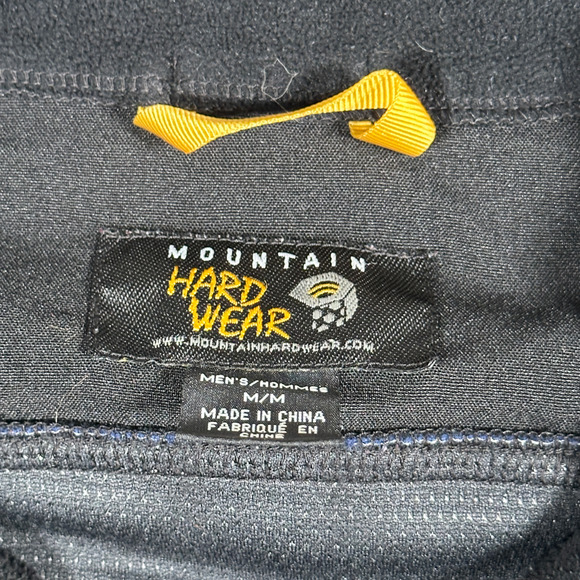 MOUNTAIN
HARD
WEAR
WWW.MOUNTAINHARDWEAR.COM
MEN'S/HOMMES
M/M
MADE IN CHINA
FABRIQUÉ EN
CHINE